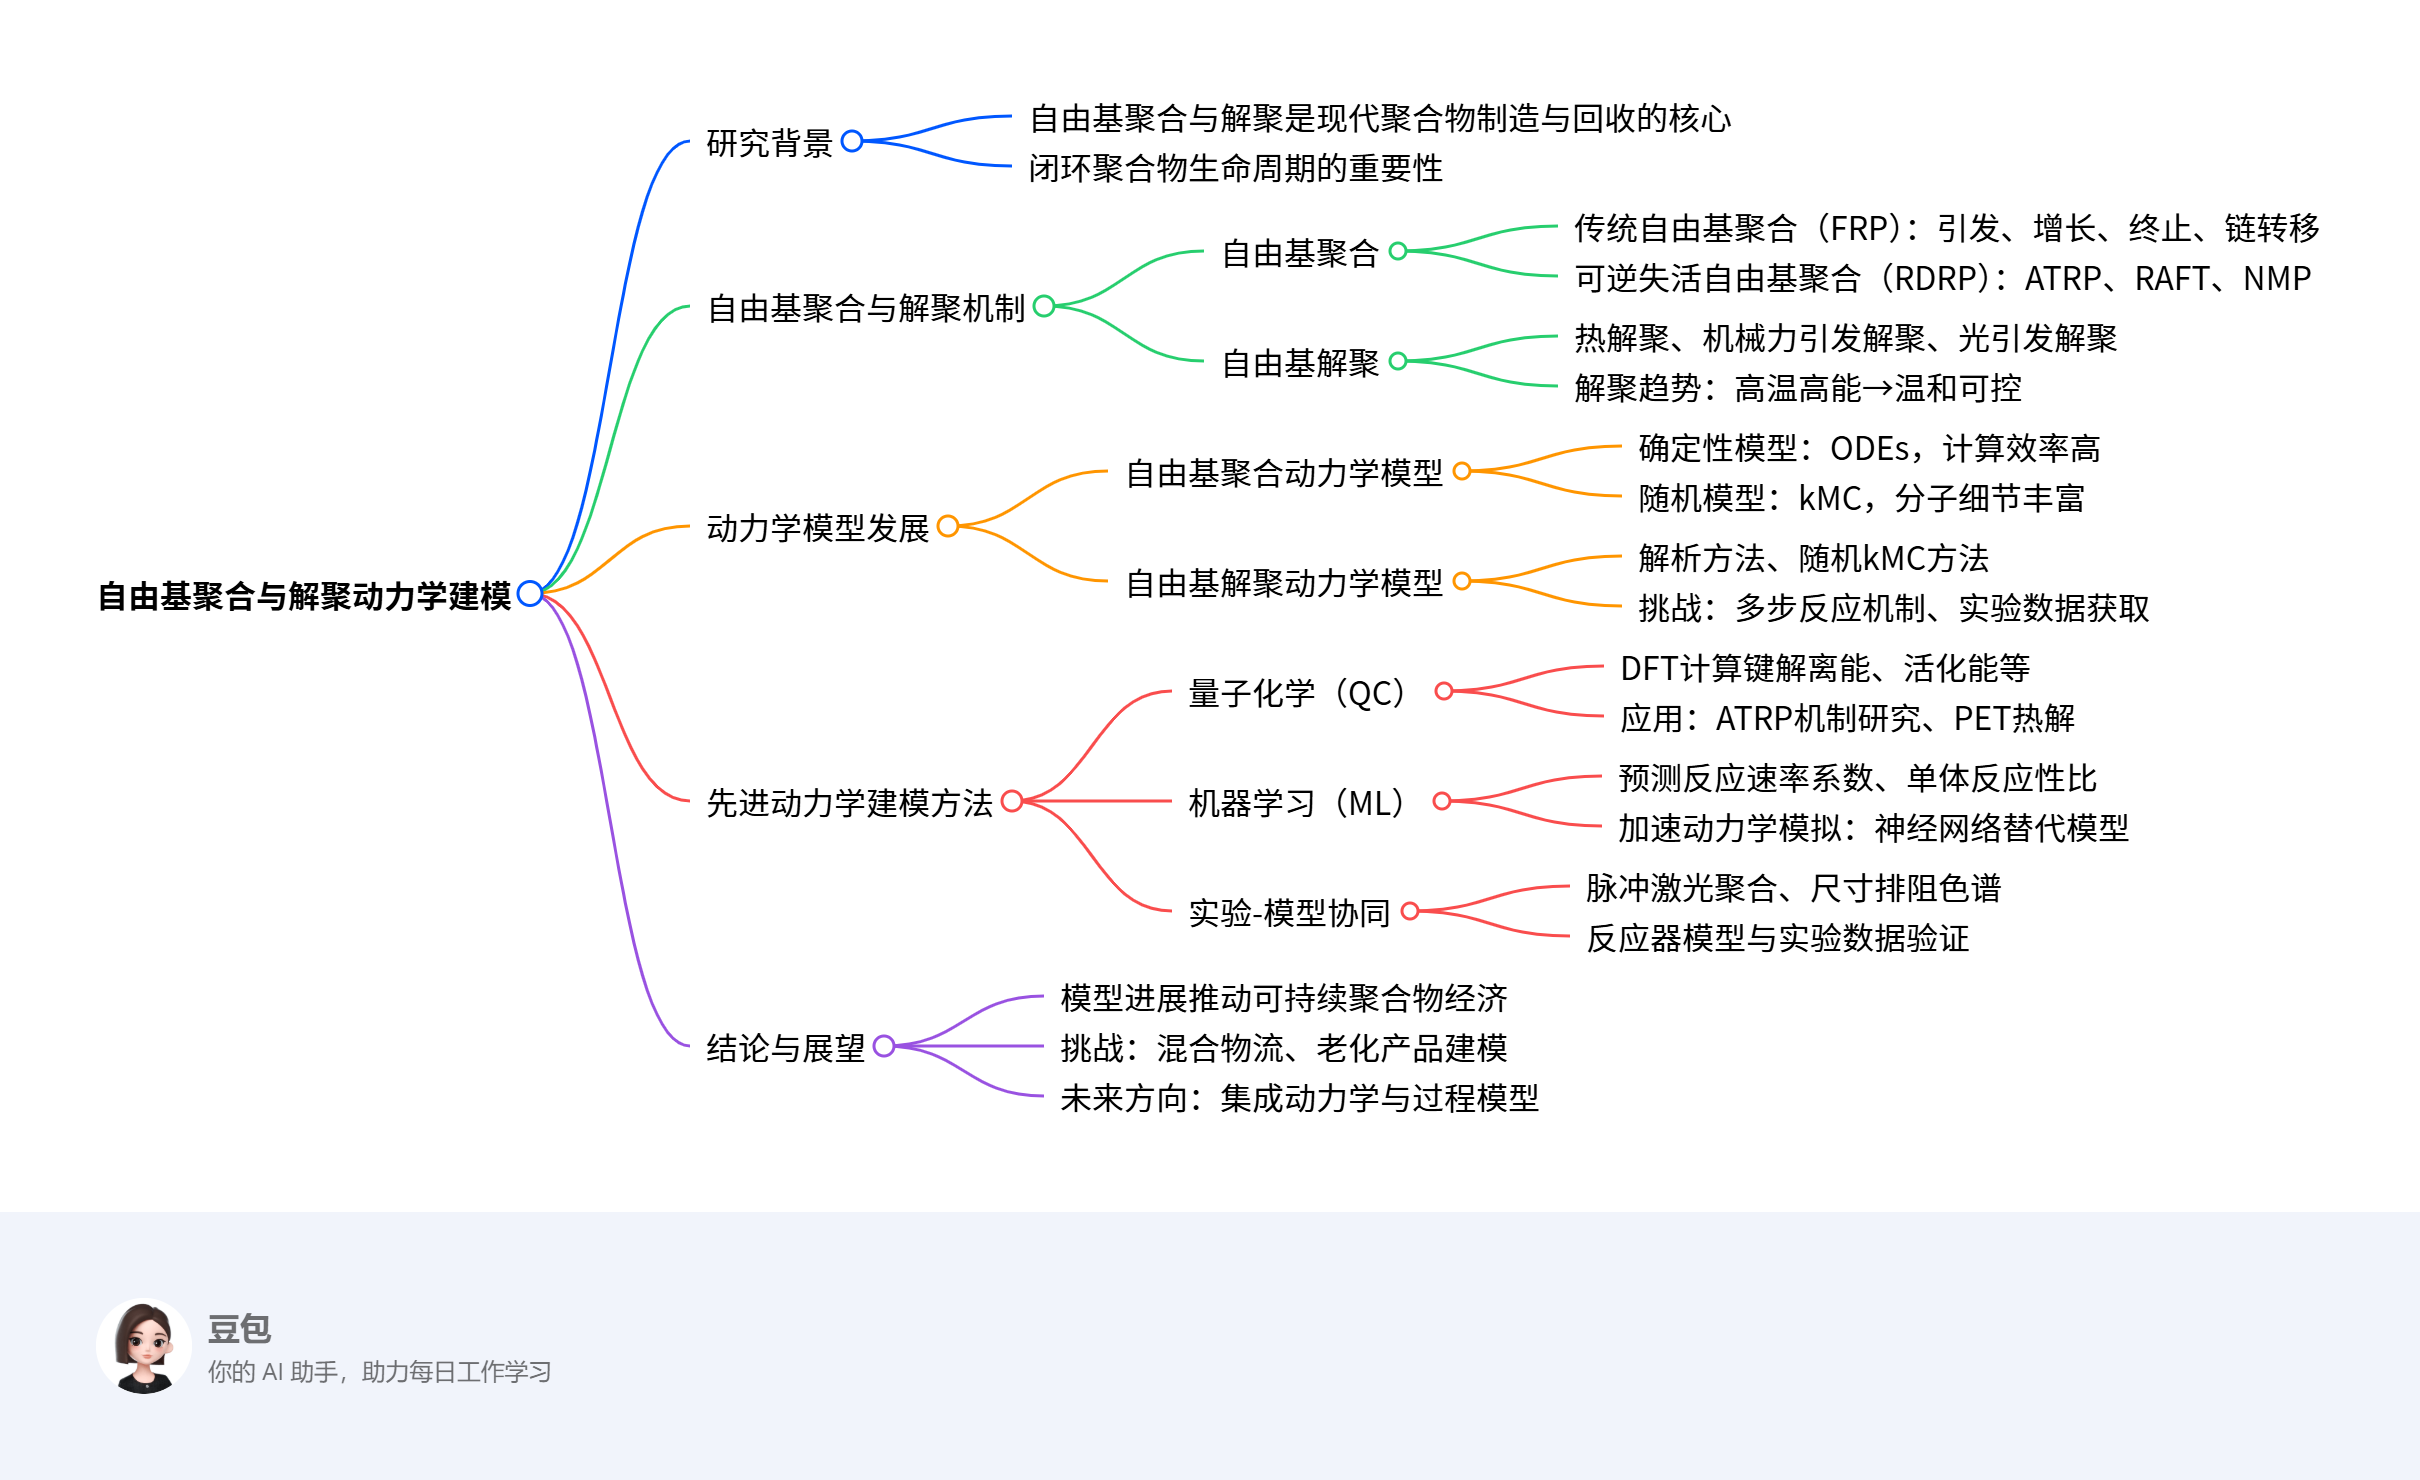 自由基聚合与解聚动力学建模
研究背景
自由基聚合与解聚是现代聚合物制造与回收的核心
闭环聚合物生命周期的重要性
自由基聚合与解聚机制
自由基聚合
传统自由基聚合（FRP）：引发、增长、终止、链转移
可逆失活自由基聚合（RDRP）：ATRP、RAFT、NMP
自由基解聚
热解聚、机械力引发解聚、光引发解聚
解聚趋势：高温高能→温和可控
动力学模型发展
自由基聚合动力学模型
确定性模型：ODEs，计算效率高
随机模型：kMC，分子细节丰富
自由基解聚动力学模型
解析方法、随机kMC方法
挑战：多步反应机制、实验数据获取
先进动力学建模方法
量子化学（QC）
DFT计算键解离能、活化能等
应用：ATRP机制研究、PET热解
机器学习（ML）
预测反应速率系数、单体反应性比
加速动力学模拟：神经网络替代模型
实验-模型协同
脉冲激光聚合、尺寸排阻色谱
反应器模型与实验数据验证
结论与展望
模型进展推动可持续聚合物经济
挑战：混合物流、老化产品建模
未来方向：集成动力学与过程模型
豆包
你的 AI 助手，助力每日工作学习